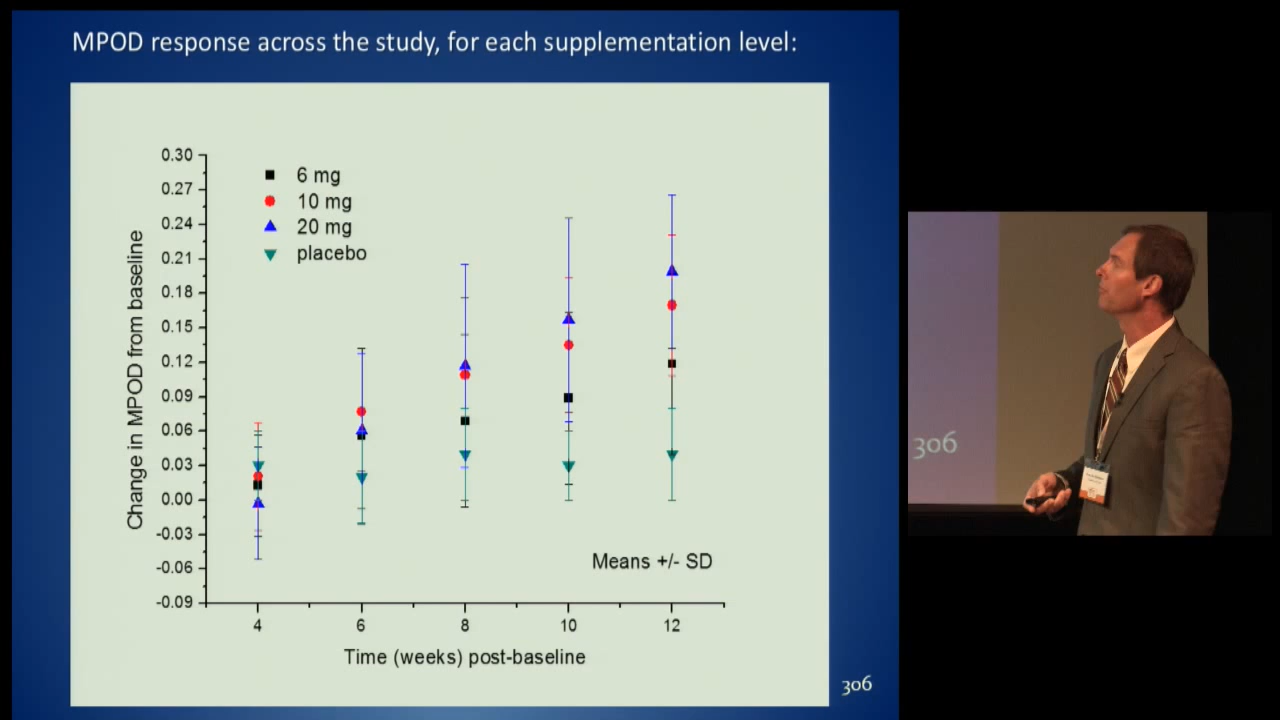 MPOD response across the study, for each supplementation level:
0.30
0.27
0.24
0.21
0.18
0.15
0.12
0.09
0.06
0.03
0.00
-0.03
-0.06
-0.09
Change in MPOD from baseline
6 mg
10 mg
20 mg
placebo
Means +/- SD
4 6 8 10 12
Time (weeks) post-baseline
306
306